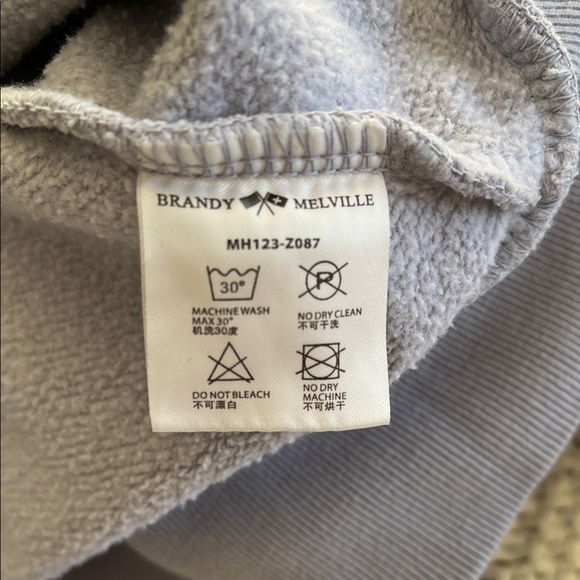 BRANDY MELVILLE
MH123-Z087
30°
MACHINE WASH
MAX 30°
机洗30度
P
NO DRY CLEAN
不可干洗
DO NOT BLEACH
不可漂白
NO DRY
MACHINE
不可烘干